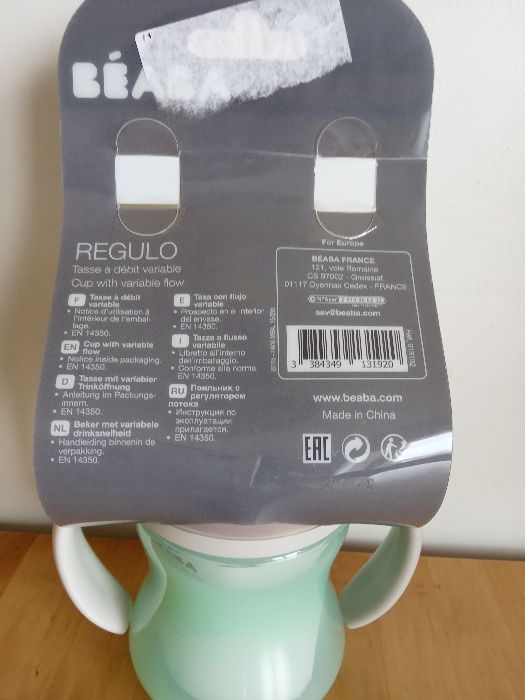 BÉABA
REGULO
Tasse à débit variable
Cup with variable flow
F Tasse à débit
variable
• Notice d'utilisation à
l'intérieur de l'embal-
lage.
• EN 14350.
EN Cup with variable
flow
• Notice inside packaging.
• EN 14350.
D Tasse mit variabler
Trinköffnung
• Anleitung im Packungs-
innern.
• EN 14350.
NL Beker met variabele
drinksnelheid
• Handleiding binnenin de
verpakking.
• EN 14350.
E Taza con flujo
variable
• Prospecto en el interior
del envase.
• EN 14350.
I Tazza a flusso
variabile
• Libretto all'interno
dell'imballaggio.
• Conforme alle norma
EN 14350.
RU Поильник с
регулятором
потока
• Инструкция по
эксплуатации
прилагается.
• EN 14350.
For Europe
BÉABA FRANCE
121, voie Romaine
CS 97002 - Groissiat
01117 Oyonnax Cedex - FRANCE
N° Azur
sav@beaba.com
3 384349 131920
www.beaba.com
Made in China
EAC